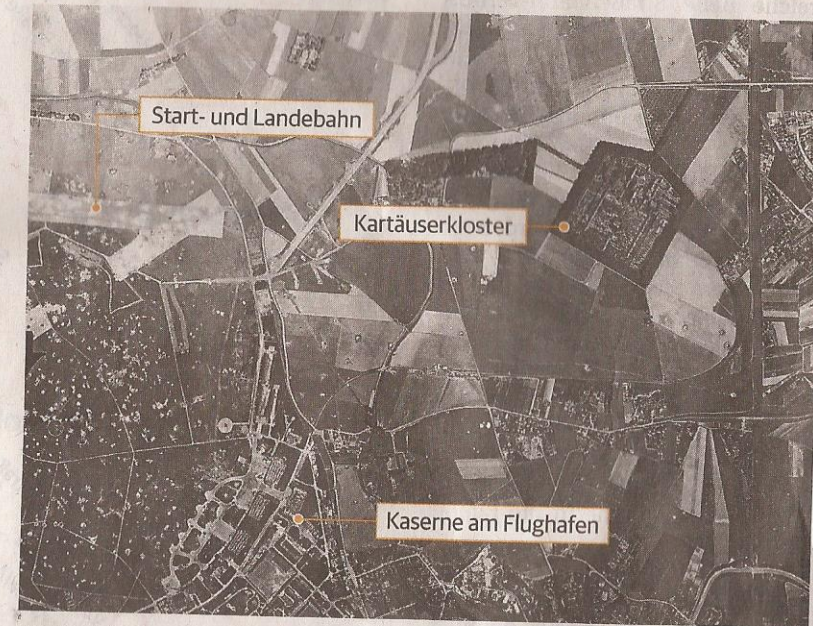 Start- und Landebahn
Kartäuserkloster
Kaserne am Flughafen